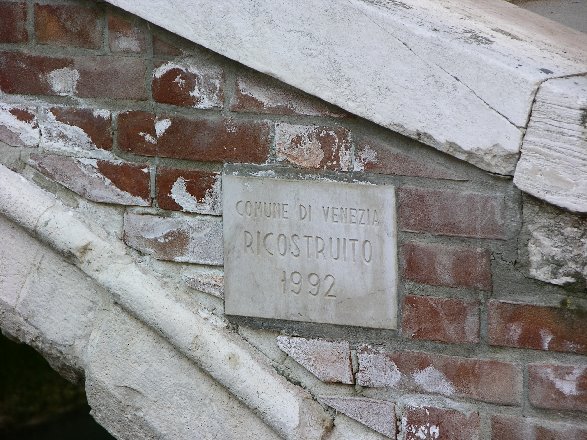 COMUNE DI VENEZIA
RICOSTRUITO
1992